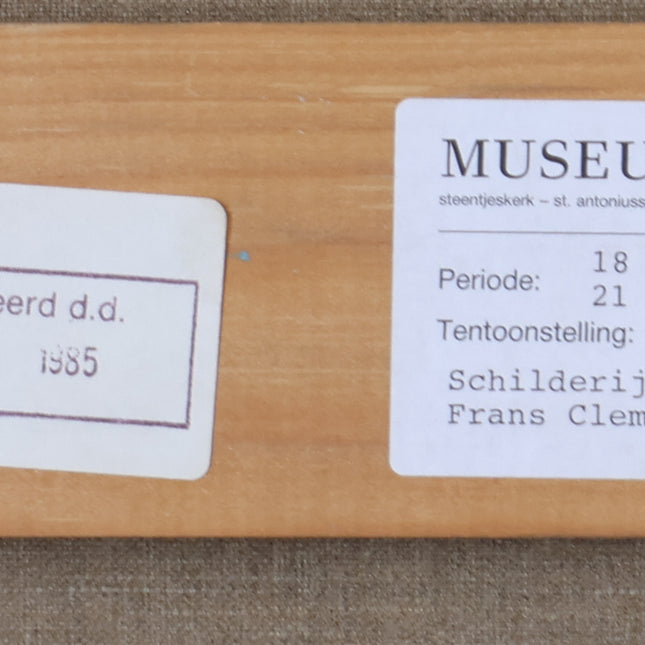 eerd d.d.
1985
MUSEU
steentjeskerk – st. antoniuss
Periode:
18
21
Tentoonstelling:
Schilderij
Frans Clem